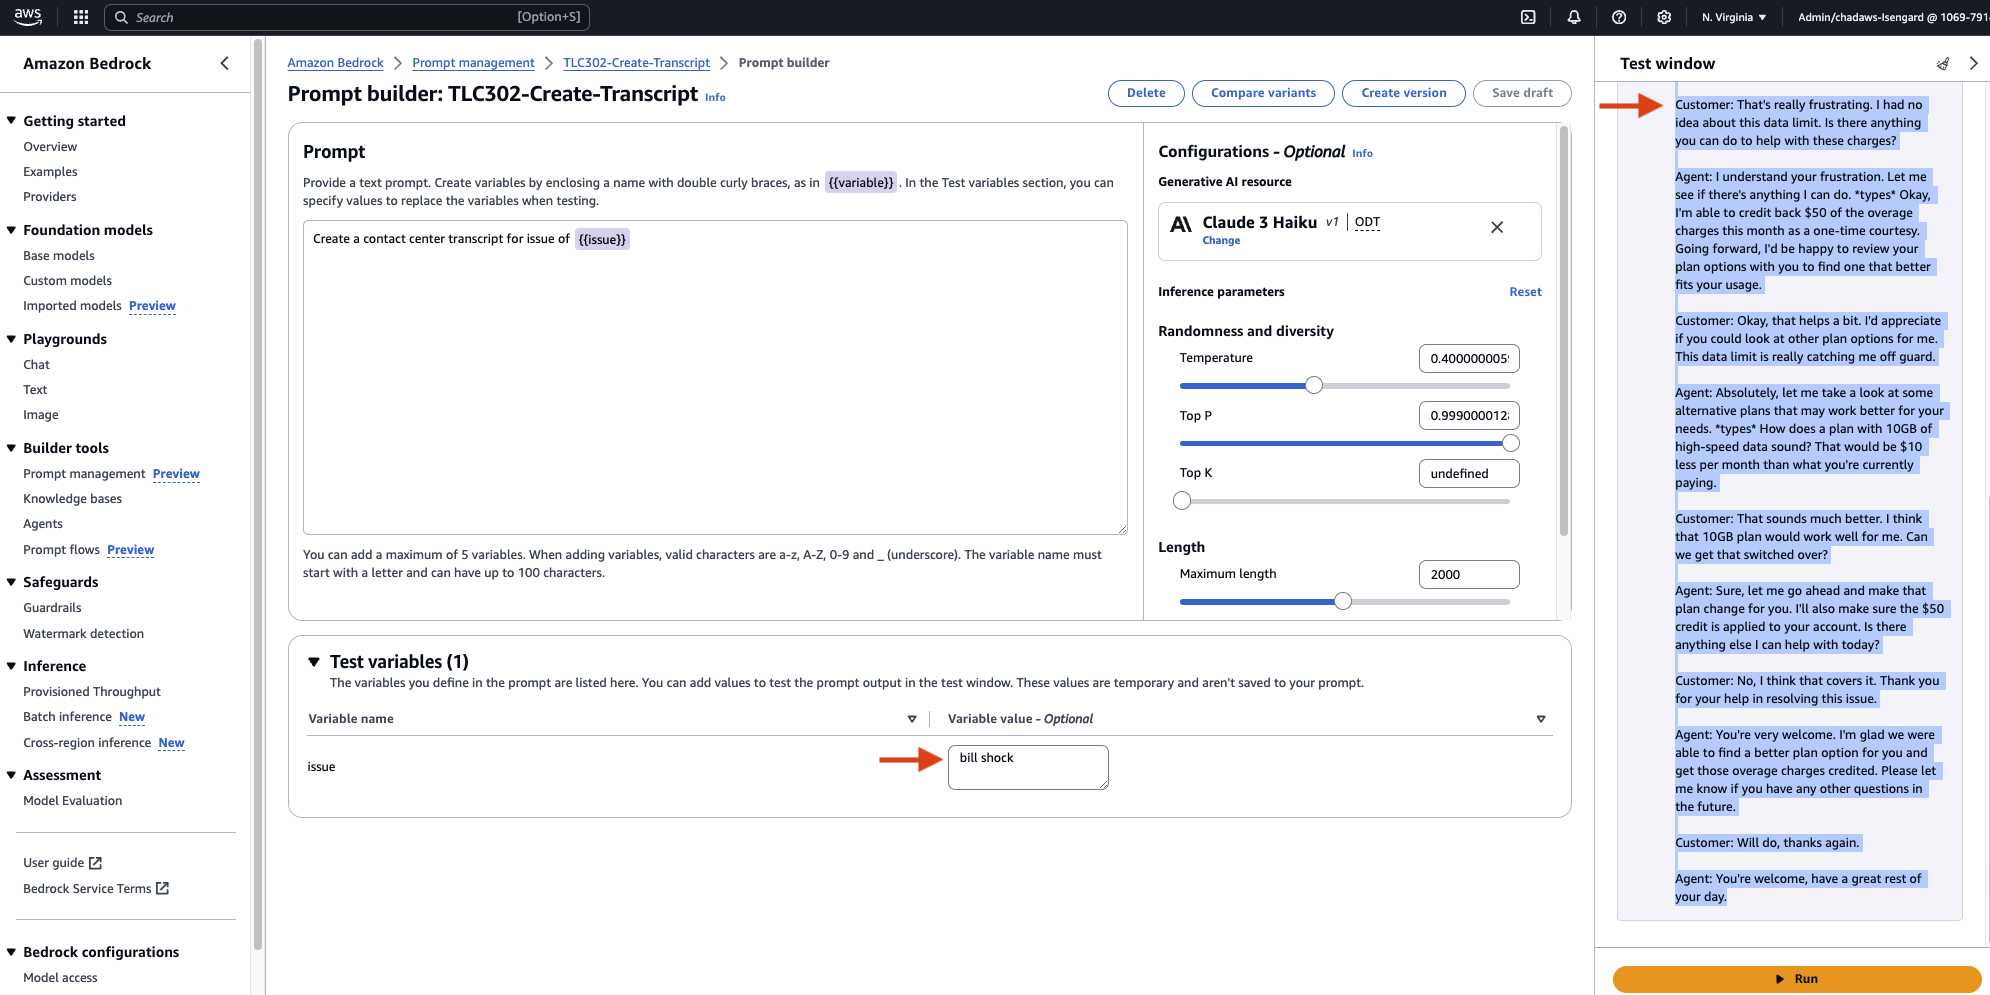 aws
Search
[Option+S]
N. Virginia
Admin/chadaws-Isengard @ 1069-791
Amazon Bedrock
Getting started
Overview
Examples
Providers
Foundation models
Base models
Custom models
Imported models Preview
Playgrounds
Chat
Text
Image
Builder tools
Prompt management Preview
Knowledge bases
Agents
Prompt flows Preview
Safeguards
Guardrails
Watermark detection
Inference
Provisioned Throughput
Batch inference New
Cross-region inference New
Assessment
Model Evaluation
User guide
Bedrock Service Terms
Bedrock configurations
Model access
Amazon Bedrock > Prompt management > TLC302-Create-Transcript > Prompt builder
Prompt builder: TLC302-Create-Transcript Info
Delete
Compare variants
Create version
Save draft
Prompt
Provide a text prompt. Create variables by enclosing a name with double curly braces, as in {{variable}} . In the Test variables section, you can
specify values to replace the variables when testing.
Create a contact center transcript for issue of {{issue}}
You can add a maximum of 5 variables. When adding variables, valid characters are a-z, A-Z, 0-9 and _ (underscore). The variable name must
start with a letter and can have up to 100 characters.
Configurations - Optional Info
Generative AI resource
Claude 3 Haiku v1 | ODT
Change
Inference parameters
Reset
Randomness and diversity
Temperature
0.400000005
Top P
0.999000012
Top K
undefined
Length
Maximum length
2000
Test variables (1)
The variables you define in the prompt are listed here. You can add values to test the prompt output in the test window. These values are temporary and aren't saved to your prompt.
Variable name
Variable value - Optional
issue
bill shock
Test window
Customer: That's really frustrating. I had no
idea about this data limit. Is there anything
you can do to help with these charges?
Agent: I understand your frustration. Let me
see if there's anything I can do. *types* Okay,
I'm able to credit back $50 of the overage
charges this month as a one-time courtesy.
Going forward, I'd be happy to review your
plan options with you to find one that better
fits your usage.
Customer: Okay, that helps a bit. I'd appreciate
if you could look at other plan options for me.
This data limit is really catching me off guard.
Agent: Absolutely, let me take a look at some
alternative plans that may work better for your
needs. *types* How does a plan with 10GB of
high-speed data sound? That would be $10
less per month than what you're currently
paying.
Customer: That sounds much better. I think
that 10GB plan would work well for me. Can
we get that switched over?
Agent: Sure, let me go ahead and make that
plan change for you. I'll also make sure the $50
credit is applied to your account. Is there
anything else I can help with today?
Customer: No, I think that covers it. Thank you
for your help in resolving this issue.
Agent: You're very welcome. I'm glad we were
able to find a better plan option for you and
get those overage charges credited. Please let
me know if you have any other questions in
the future.
Customer: Will do, thanks again.
Agent: You're welcome, have a great rest of
your day.
Run